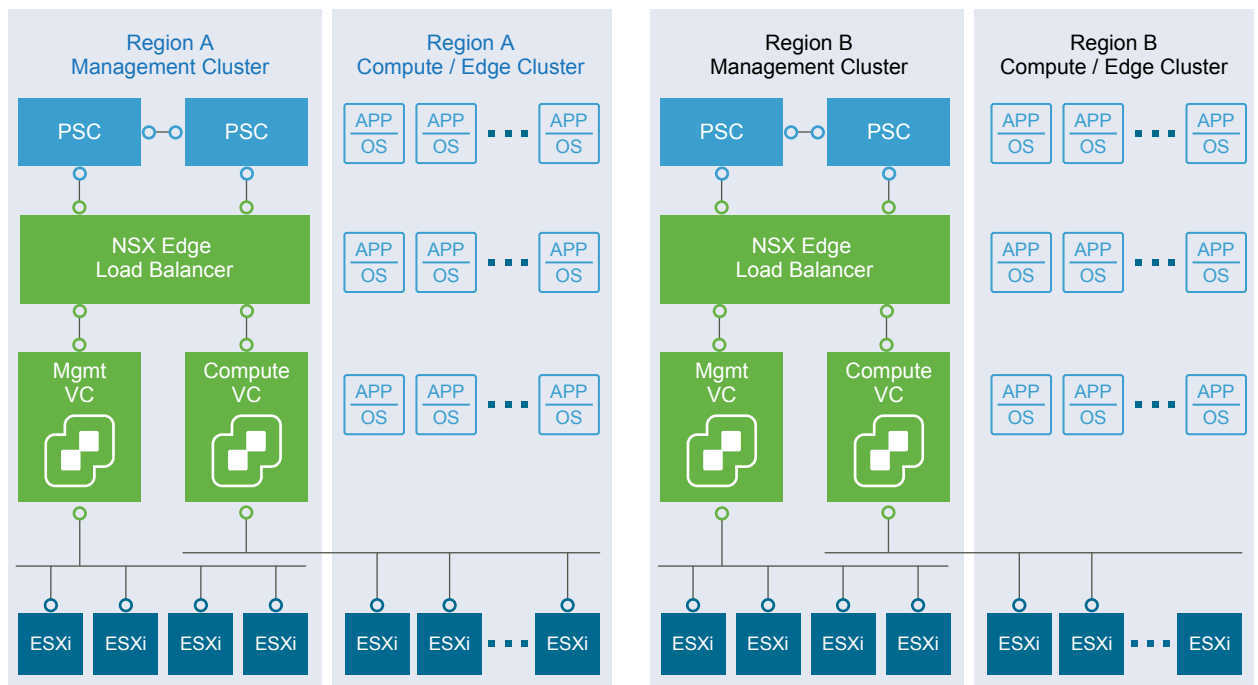 Region A
Management Cluster
Region A
Compute / Edge Cluster
Region B
Management Cluster
Region B
Compute / Edge Cluster
PSC
PSC
APP
OS
APP
OS
APP
OS
PSC
PSC
APP
OS
APP
OS
APP
OS
NSX Edge
Load Balancer
APP
OS
APP
OS
APP
OS
NSX Edge
Load Balancer
APP
OS
APP
OS
APP
OS
Mgmt
VC
Compute
VC
APP
OS
APP
OS
APP
OS
Mgmt
VC
Compute
VC
APP
OS
APP
OS
APP
OS
ESXi
ESXi
ESXi
ESXi
ESXi
ESXi
ESXi
ESXi
ESXi
ESXi
ESXi
ESXi
ESXi
ESXi